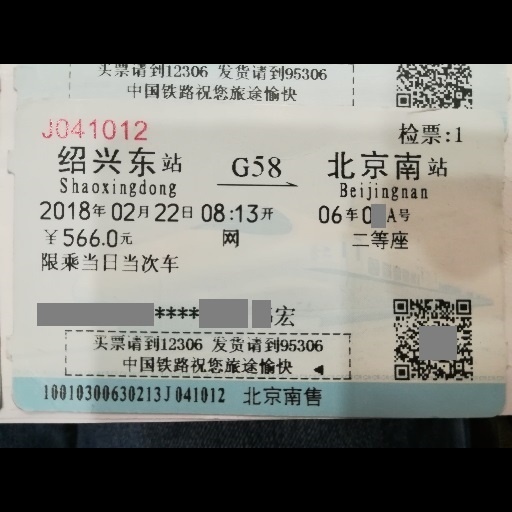 买票请到12306 发货请到95306
中国铁路祝您旅途愉快
J041012 检票:1
绍兴东站 G58 北京南站
Shaoxingdong Beijingnan
2018年02月22日08:13开 06车0A号
¥566.0元 网 二等座
限乘当日当次车
**** 宏
买票请到12306 发货请到95306
中国铁路祝您旅途愉快
10010300630213J041012 北京南售